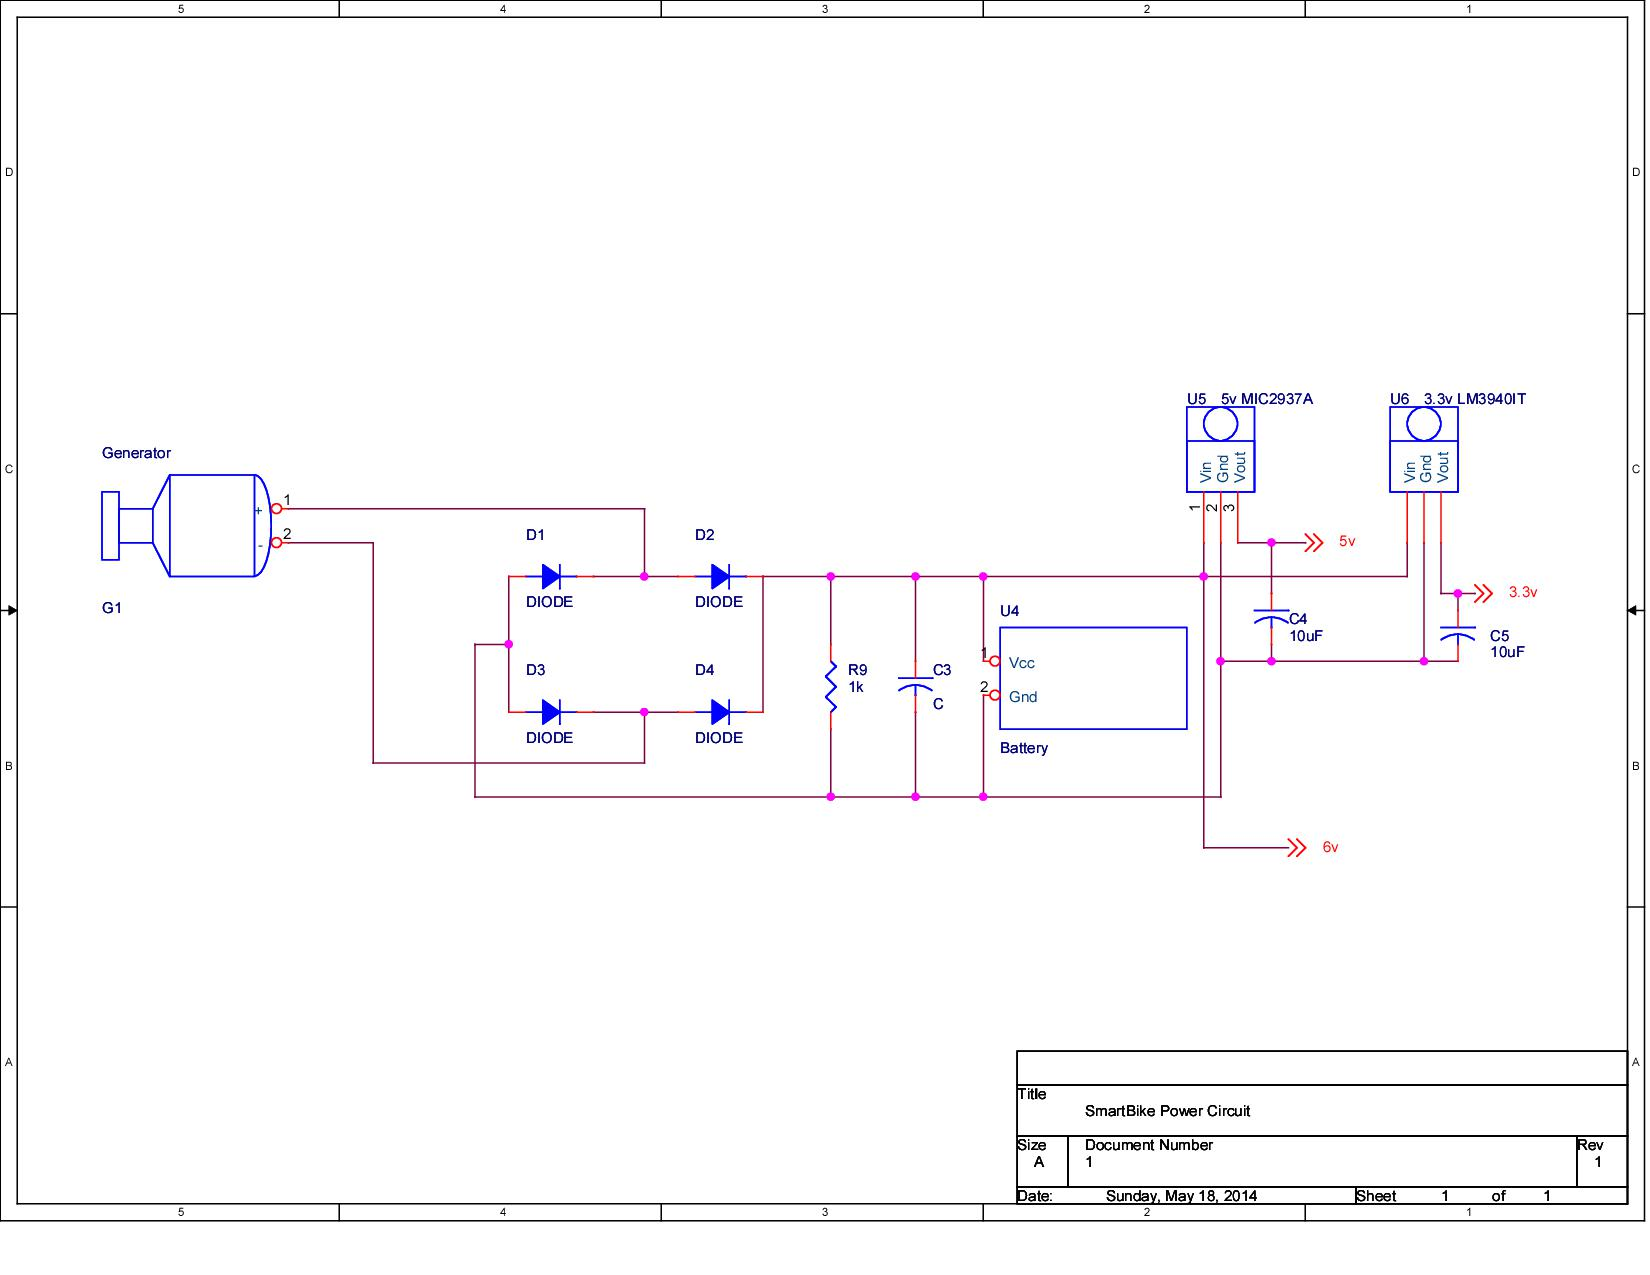 5 4 3 2 1
D D
U5 5v MIC2937A U6 3.3v LM3940IT
Generator
Vin Gnd Vout Vin Gnd Vout
C C
1 1 2 3
+
2
-
D1 D2 5v
3.3v
DIODE DIODE
G1 U4
C4
10uF C5
10uF
1
Vcc
D3 D4 R9 C3
1k
2
Gnd
C
DIODE DIODE
Battery
B B
6v
A A
Title
SmartBike Power Circuit
Size Document Number Rev
A 1 1
Date: Sunday, May 18, 2014 Sheet 1 of 1
5 4 3 2 1